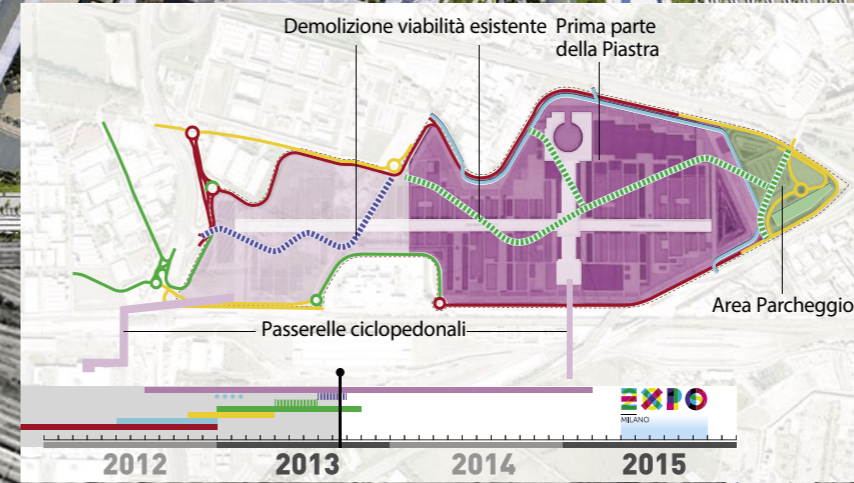 Demolizione viabilità esistente
Prima parte
della Piastra
Area Parcheggio
Passerelle ciclopedonali
EXPO
MILANO
2012
2013
2014
2015